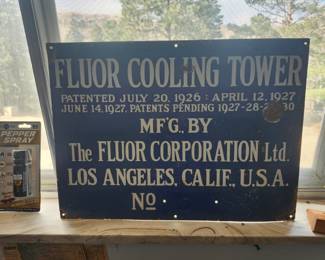 FLUOR COOLING TOWER
PATENTED JULY 20, 1926 : APRIL 12, 1927
JUNE 14, 1927. PATENTS PENDING 1927-28-29-30
MF'G. BY
The FLUOR CORPORATION Ltd.
LOS ANGELES, CALIF., U.S.A.
No
PEPPER
SPRAY